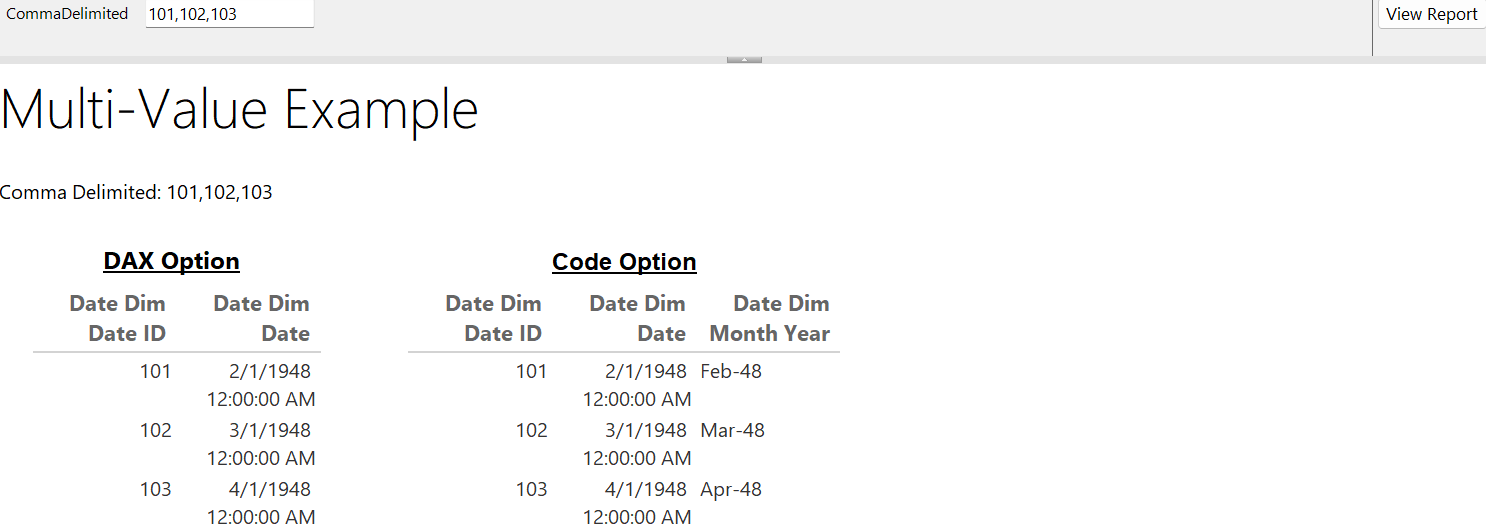 CommaDelimited 101,102,103 View Report
Multi-Value Example
Comma Delimited: 101,102,103
DAX Option Code Option
Date Dim Date Dim Date Dim Date Dim Date Dim
Date ID Date Date ID Date Month Year
101 2/1/1948 101 2/1/1948 Feb-48
12:00:00 AM 12:00:00 AM
102 3/1/1948 102 3/1/1948 Mar-48
12:00:00 AM 12:00:00 AM
103 4/1/1948 103 4/1/1948 Apr-48
12:00:00 AM 12:00:00 AM